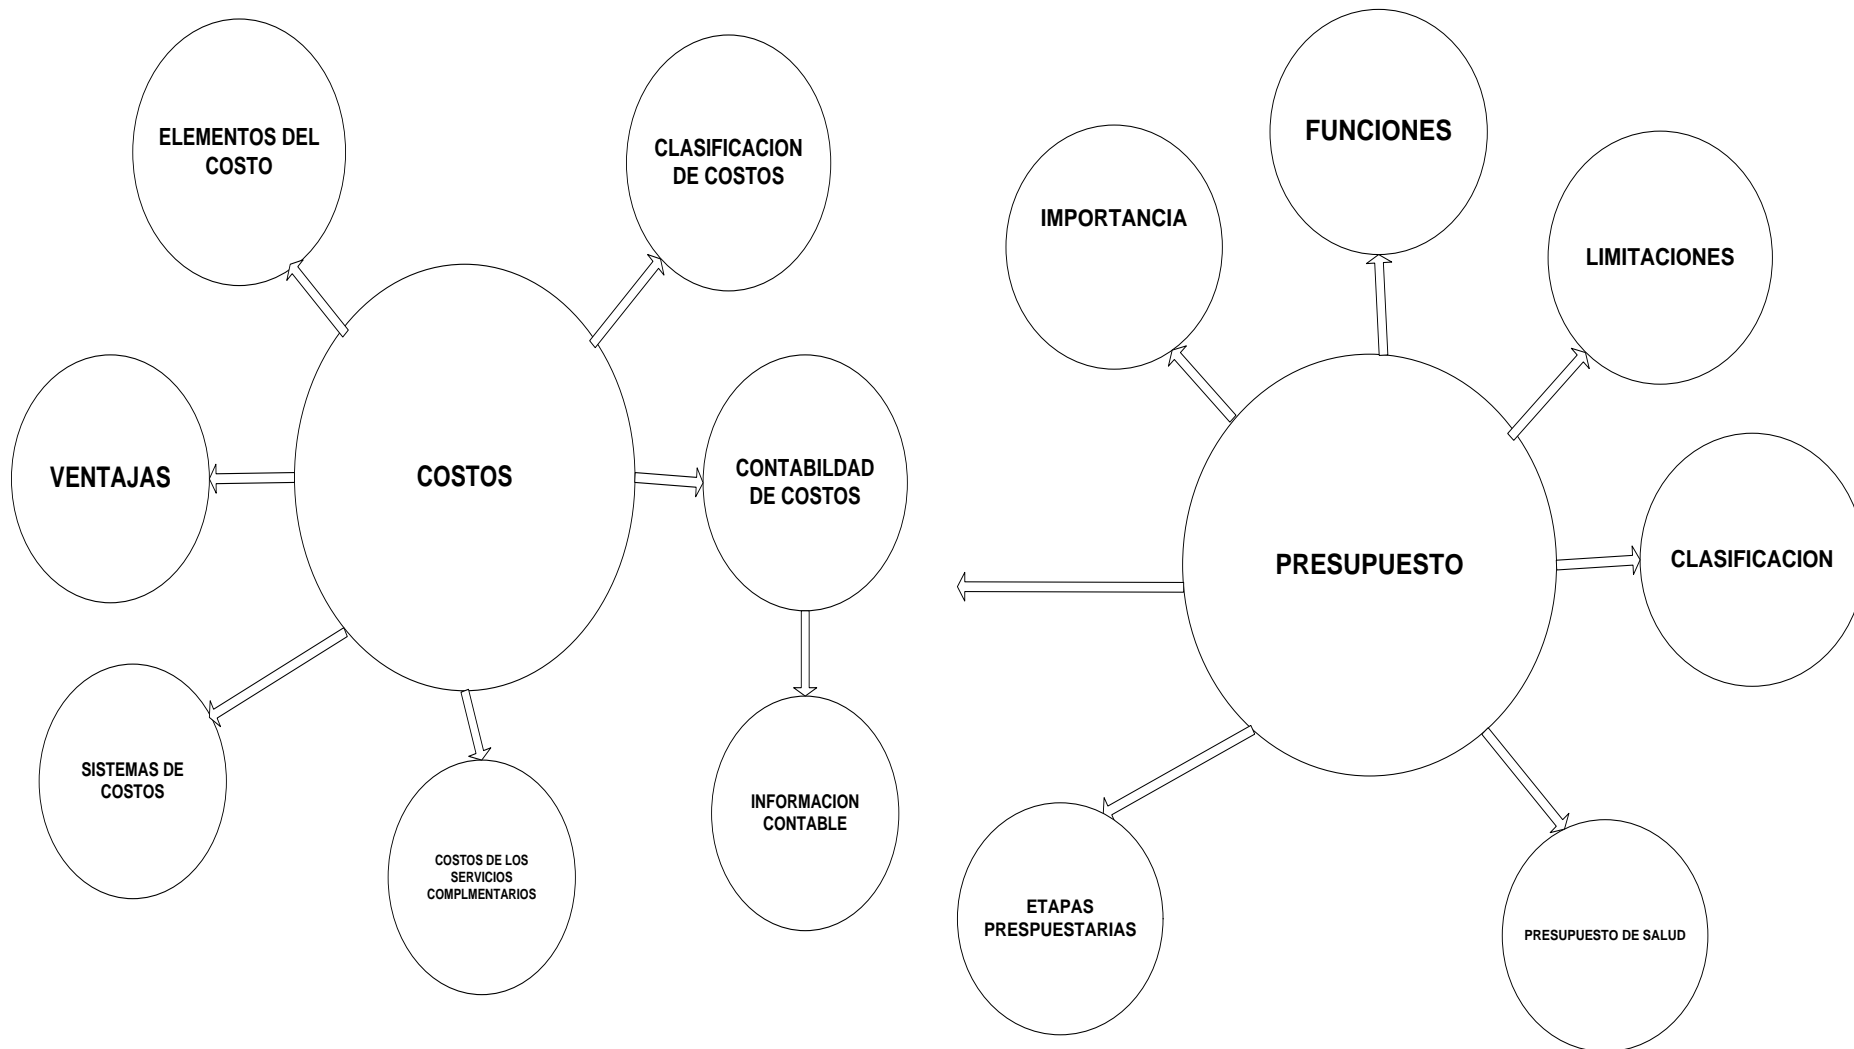 ELEMENTOS DEL
COSTO
CLASIFICACION
DE COSTOS
VENTAJAS
COSTOS
CONTABILDAD
DE COSTOS
SISTEMAS DE
COSTOS
COSTOS DE LOS
SERVICIOS
COMPLMENTARIOS
INFORMACION
CONTABLE
FUNCIONES
IMPORTANCIA
LIMITACIONES
PRESUPUESTO
CLASIFICACION
ETAPAS
PRESPUESTARIAS
PRESUPUESTO DE SALUD